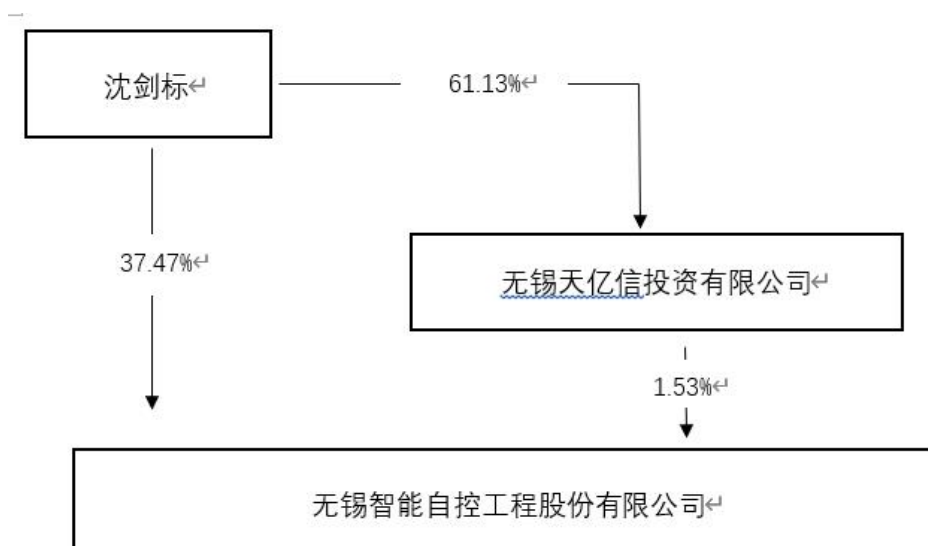 沈剑标
61.13%
37.47%
无锡天亿信投资有限公司
1.53%
无锡智能自控工程股份有限公司